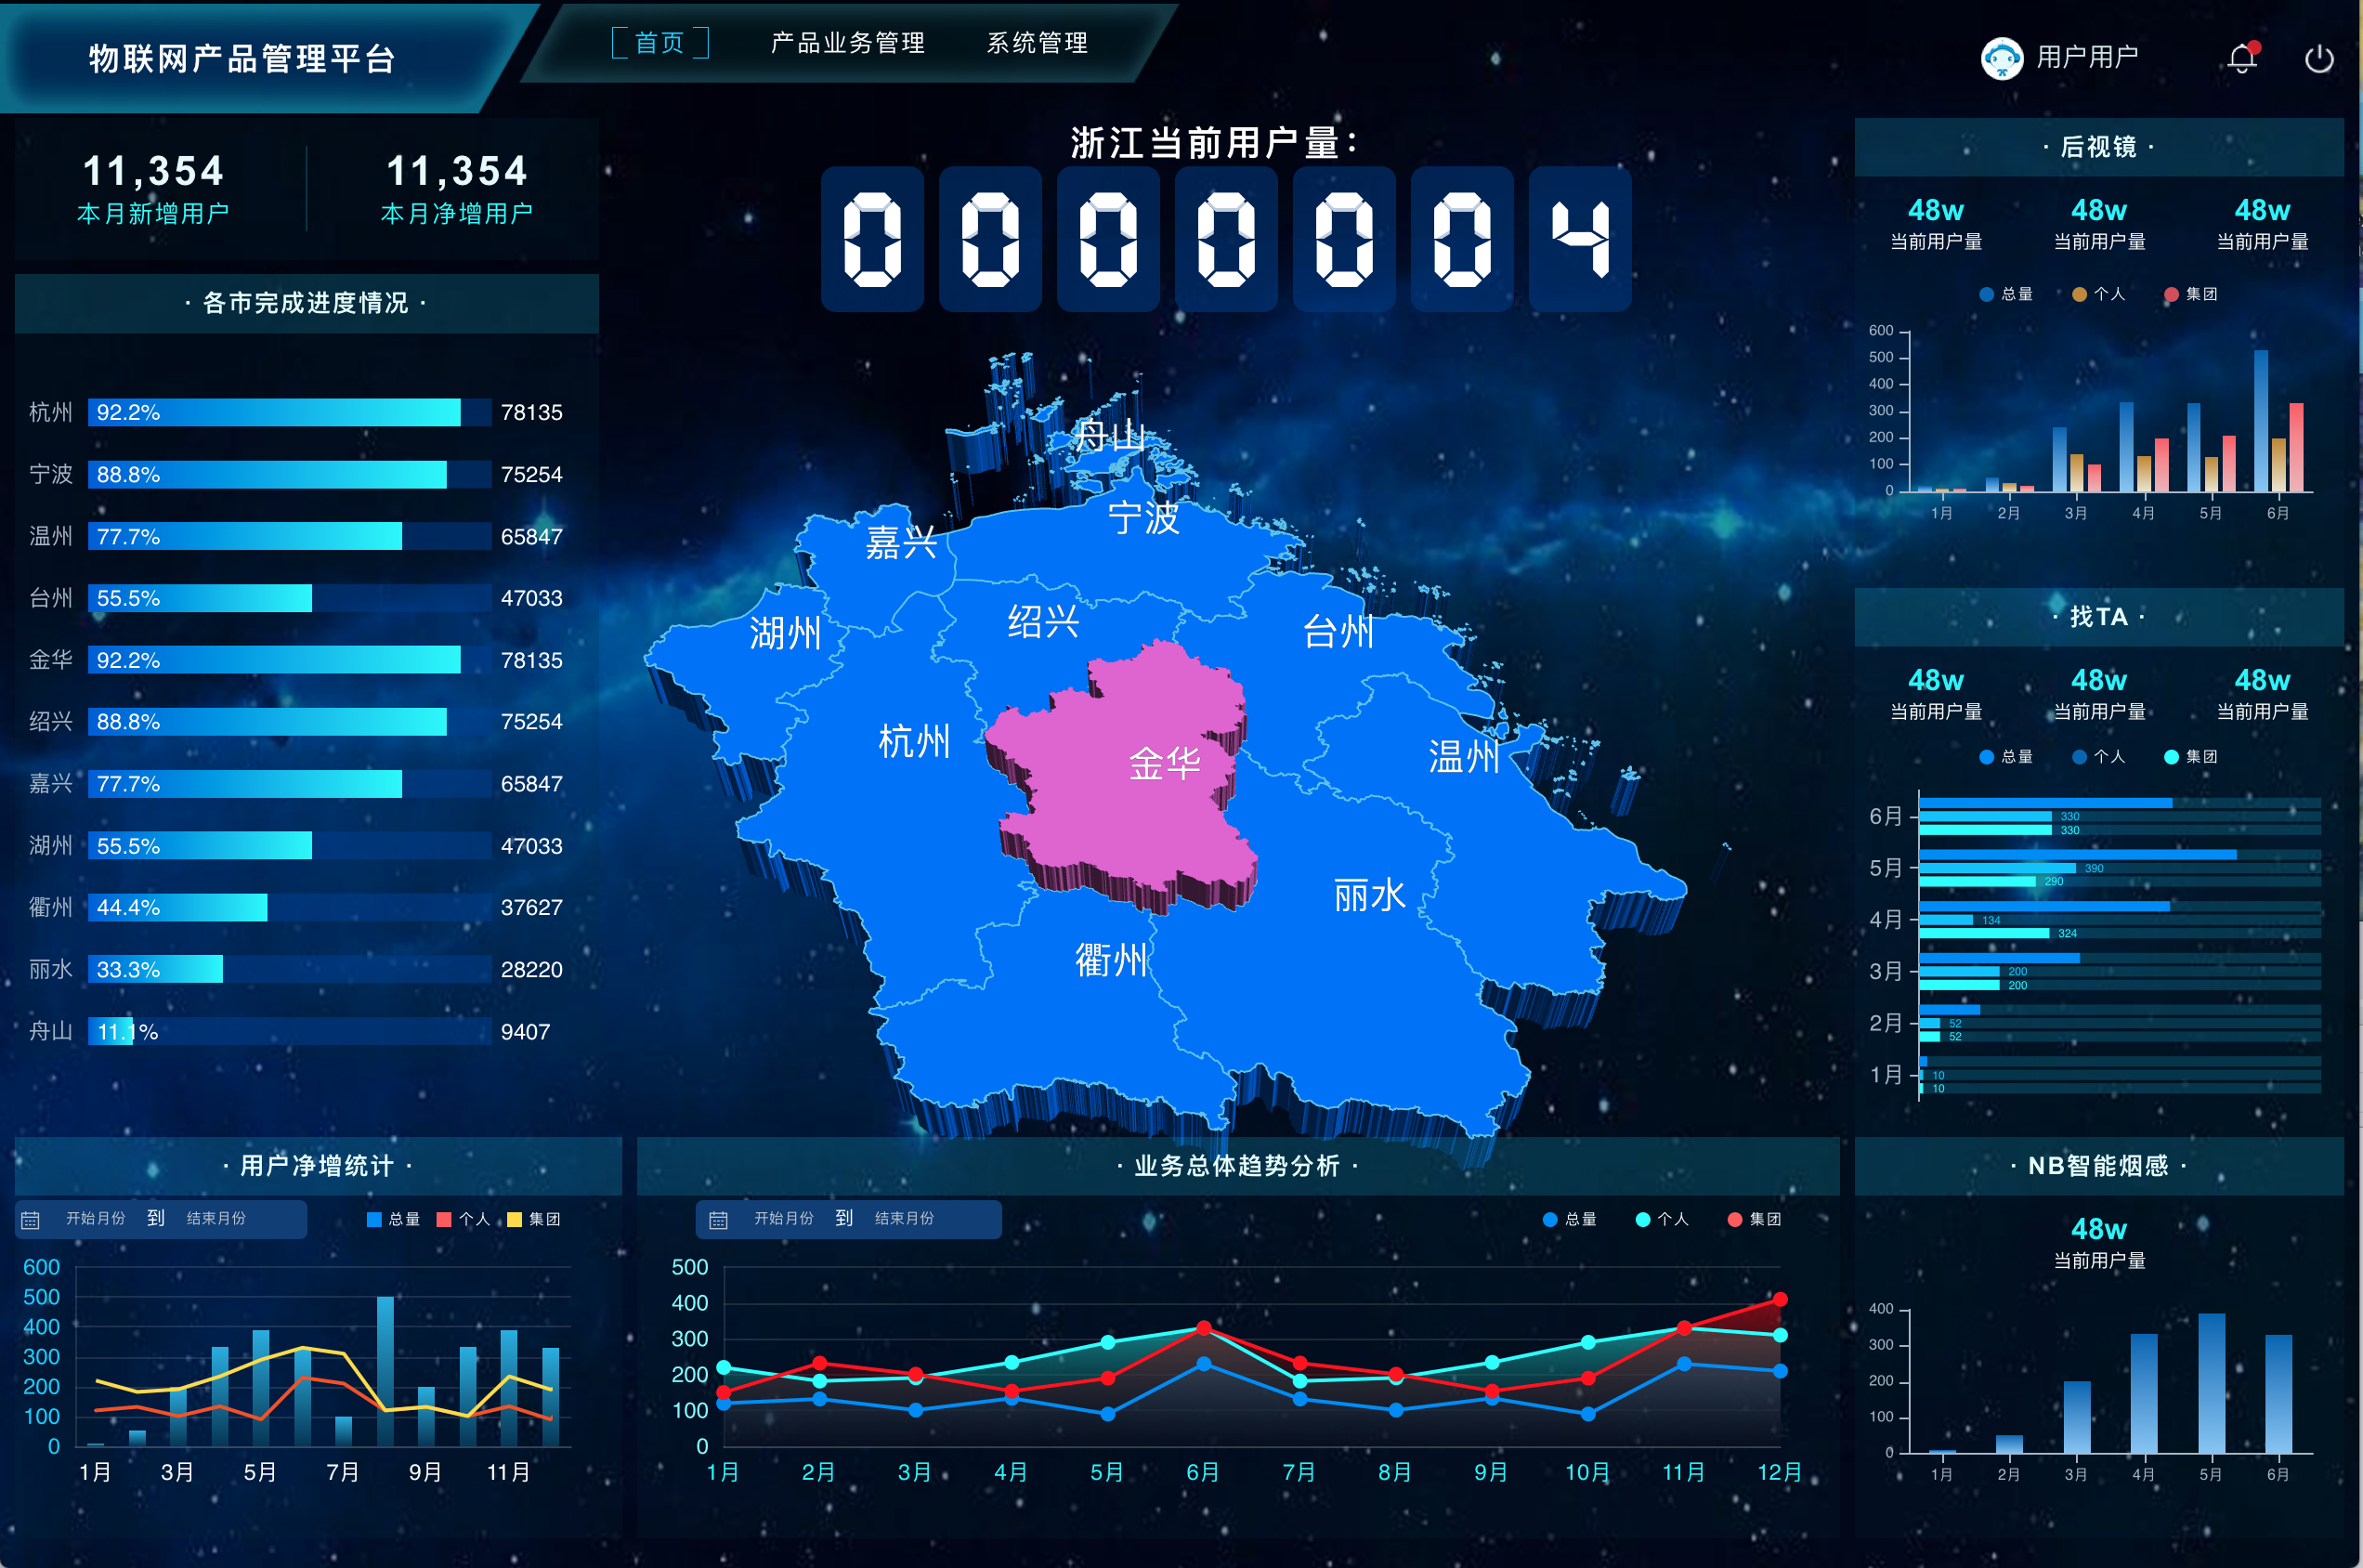 物联网产品管理平台
首页 产品业务管理 系统管理
用户用户
11,354 11,354
本月新增用户 本月净增用户
· 各市完成进度情况 ·
杭州 92.2% 78135
宁波 88.8% 75254
温州 77.7% 65847
台州 55.5% 47033
金华 92.2% 78135
绍兴 88.8% 75254
嘉兴 77.7% 65847
湖州 55.5% 47033
衢州 44.4% 37627
丽水 33.3% 28220
舟山 11.1% 9407
浙江当前用户量：
0 0 0 0 0 0 4
舟山
宁波
嘉兴
绍兴
湖州
台州
杭州
金华
温州
丽水
衢州
· 后视镜 ·
48w 48w 48w
当前用户量 当前用户量 当前用户量
总量 个人 集团
600
500
400
300
200
100
0
1月 2月 3月 4月 5月 6月
· 找TA ·
48w 48w 48w
当前用户量 当前用户量 当前用户量
总量 个人 集团
6月 330
330
5月 390
290
4月 134
324
3月 200
200
2月 52
52
1月 10
10
· 用户净增统计 ·
开始月份 到 结束月份 总量 个人 集团
600
500
400
300
200
100
0
1月 3月 5月 7月 9月 11月
· 业务总体趋势分析 ·
开始月份 到 结束月份 总量 个人 集团
500
400
300
200
100
0
1月 2月 3月 4月 5月 6月 7月 8月 9月 10月 11月 12月
· NB智能烟感 ·
48w
当前用户量
400
300
200
100
0
1月 2月 3月 4月 5月 6月